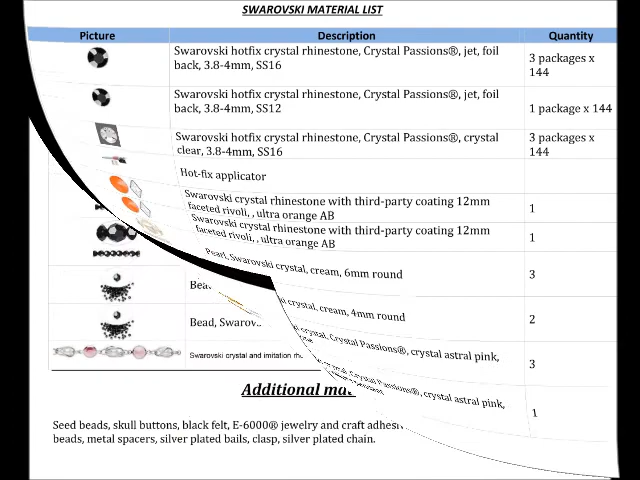 SWAROVSKI MATERIAL LIST
Picture Description Quantity
Swarovski hotfix crystal rhinestone, Crystal Passions®, jet, foil
back, 3.8-4mm, SS16
3 packages x
144
Swarovski hotfix crystal rhinestone, Crystal Passions®, jet, foil
back, 3.8-4mm, SS12
1 package x 144
Swarovski hotfix crystal rhinestone, Crystal Passions®, crystal
clear, 3.8-4mm, SS16
3 packages x
144
Hot-fix applicator
Swarovski crystal rhinestone with third-party coating 12mm
faceted rivoli, , ultra orange AB
1
Swarovski crystal rhinestone with third-party coating 12mm
faceted rivoli, , ultra orange AB
1
Pearl, Swarovski crystal, cream, 6mm round
3
crystal, cream, 4mm round
2
Bead, Swarov
crystal, Crystal Passions®, crystal astral pink,
3
Swarovski crystal and imitation
Crystal Passions®, crystal astral pink,
1
Additional
Seed beads, skull buttons, black felt, E-6000® jewelry and craft
beads, metal spacers, silver plated bails, clasp, silver plated chain.